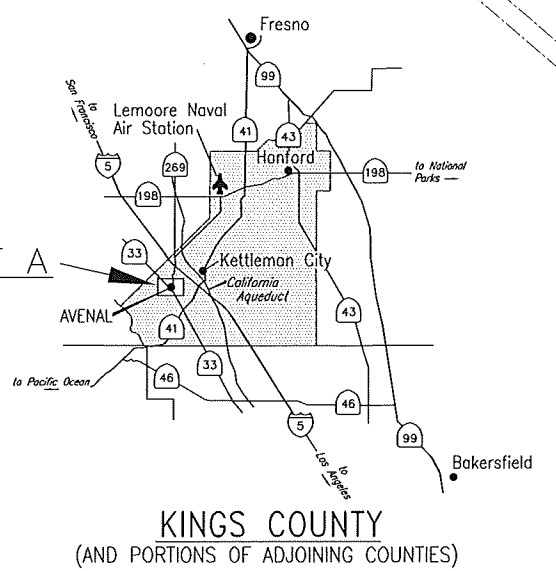 Fresno
99
to
San Francisco
Lemoore Naval
Air Station
41
43
5
269
Hanford
198
to National
Parks
198
33
A
Kettleman City
California
Aqueduct
AVENAL
43
41
33
to Pacific Ocean
46
46
5
99
to
Los Angeles
Bakersfield
KINGS COUNTY
(AND PORTIONS OF ADJOINING COUNTIES)